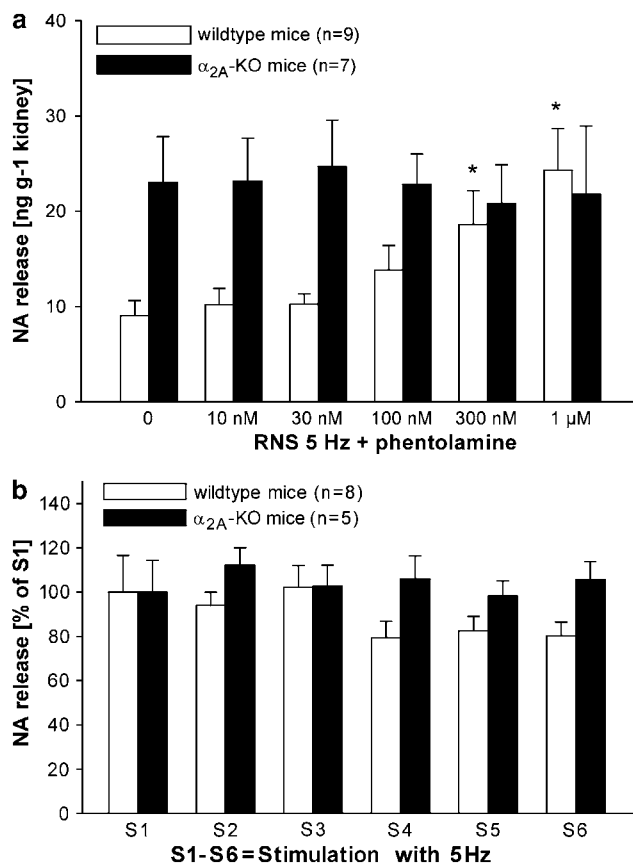 a
wildtype mice (n=9)
α2A-KO mice (n=7)
NA release [ng g-1 kidney]
40
30
20
10
0
*
*
0 10 nM 30 nM 100 nM 300 nM 1 µM
RNS 5 Hz + phentolamine
b
wildtype mice (n=8)
α2A-KO mice (n=5)
NA release [% of S1]
140
120
100
80
60
40
20
0
S1 S2 S3 S4 S5 S6
S1-S6=Stimulation with 5Hz